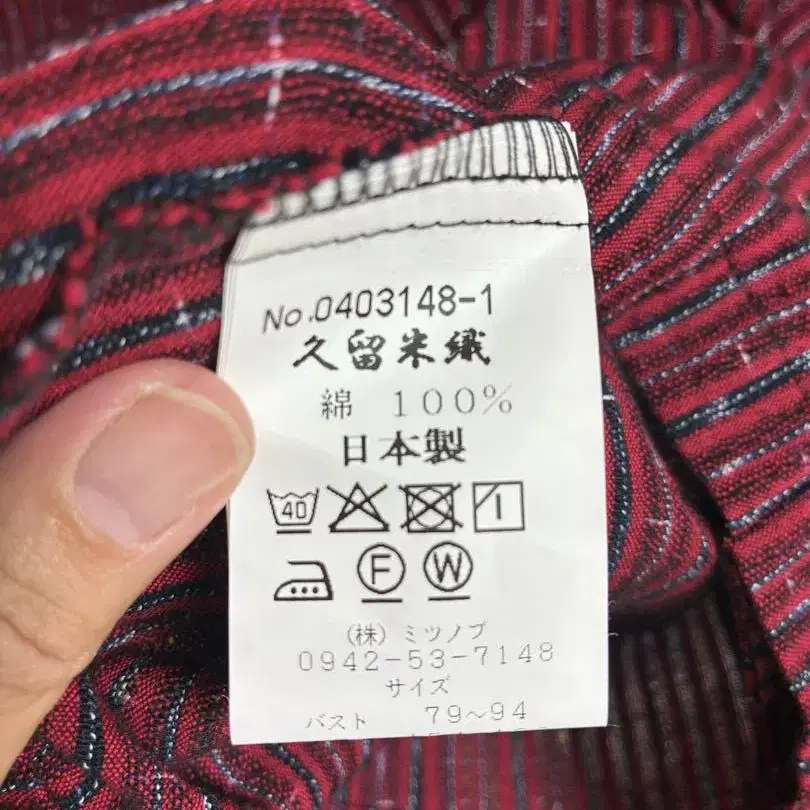 No.0403148-1
久留米織
綿 100%
日本製
40
F W
(株) ミツノブ
0942-53-7148
サイズ
バスト 79~94